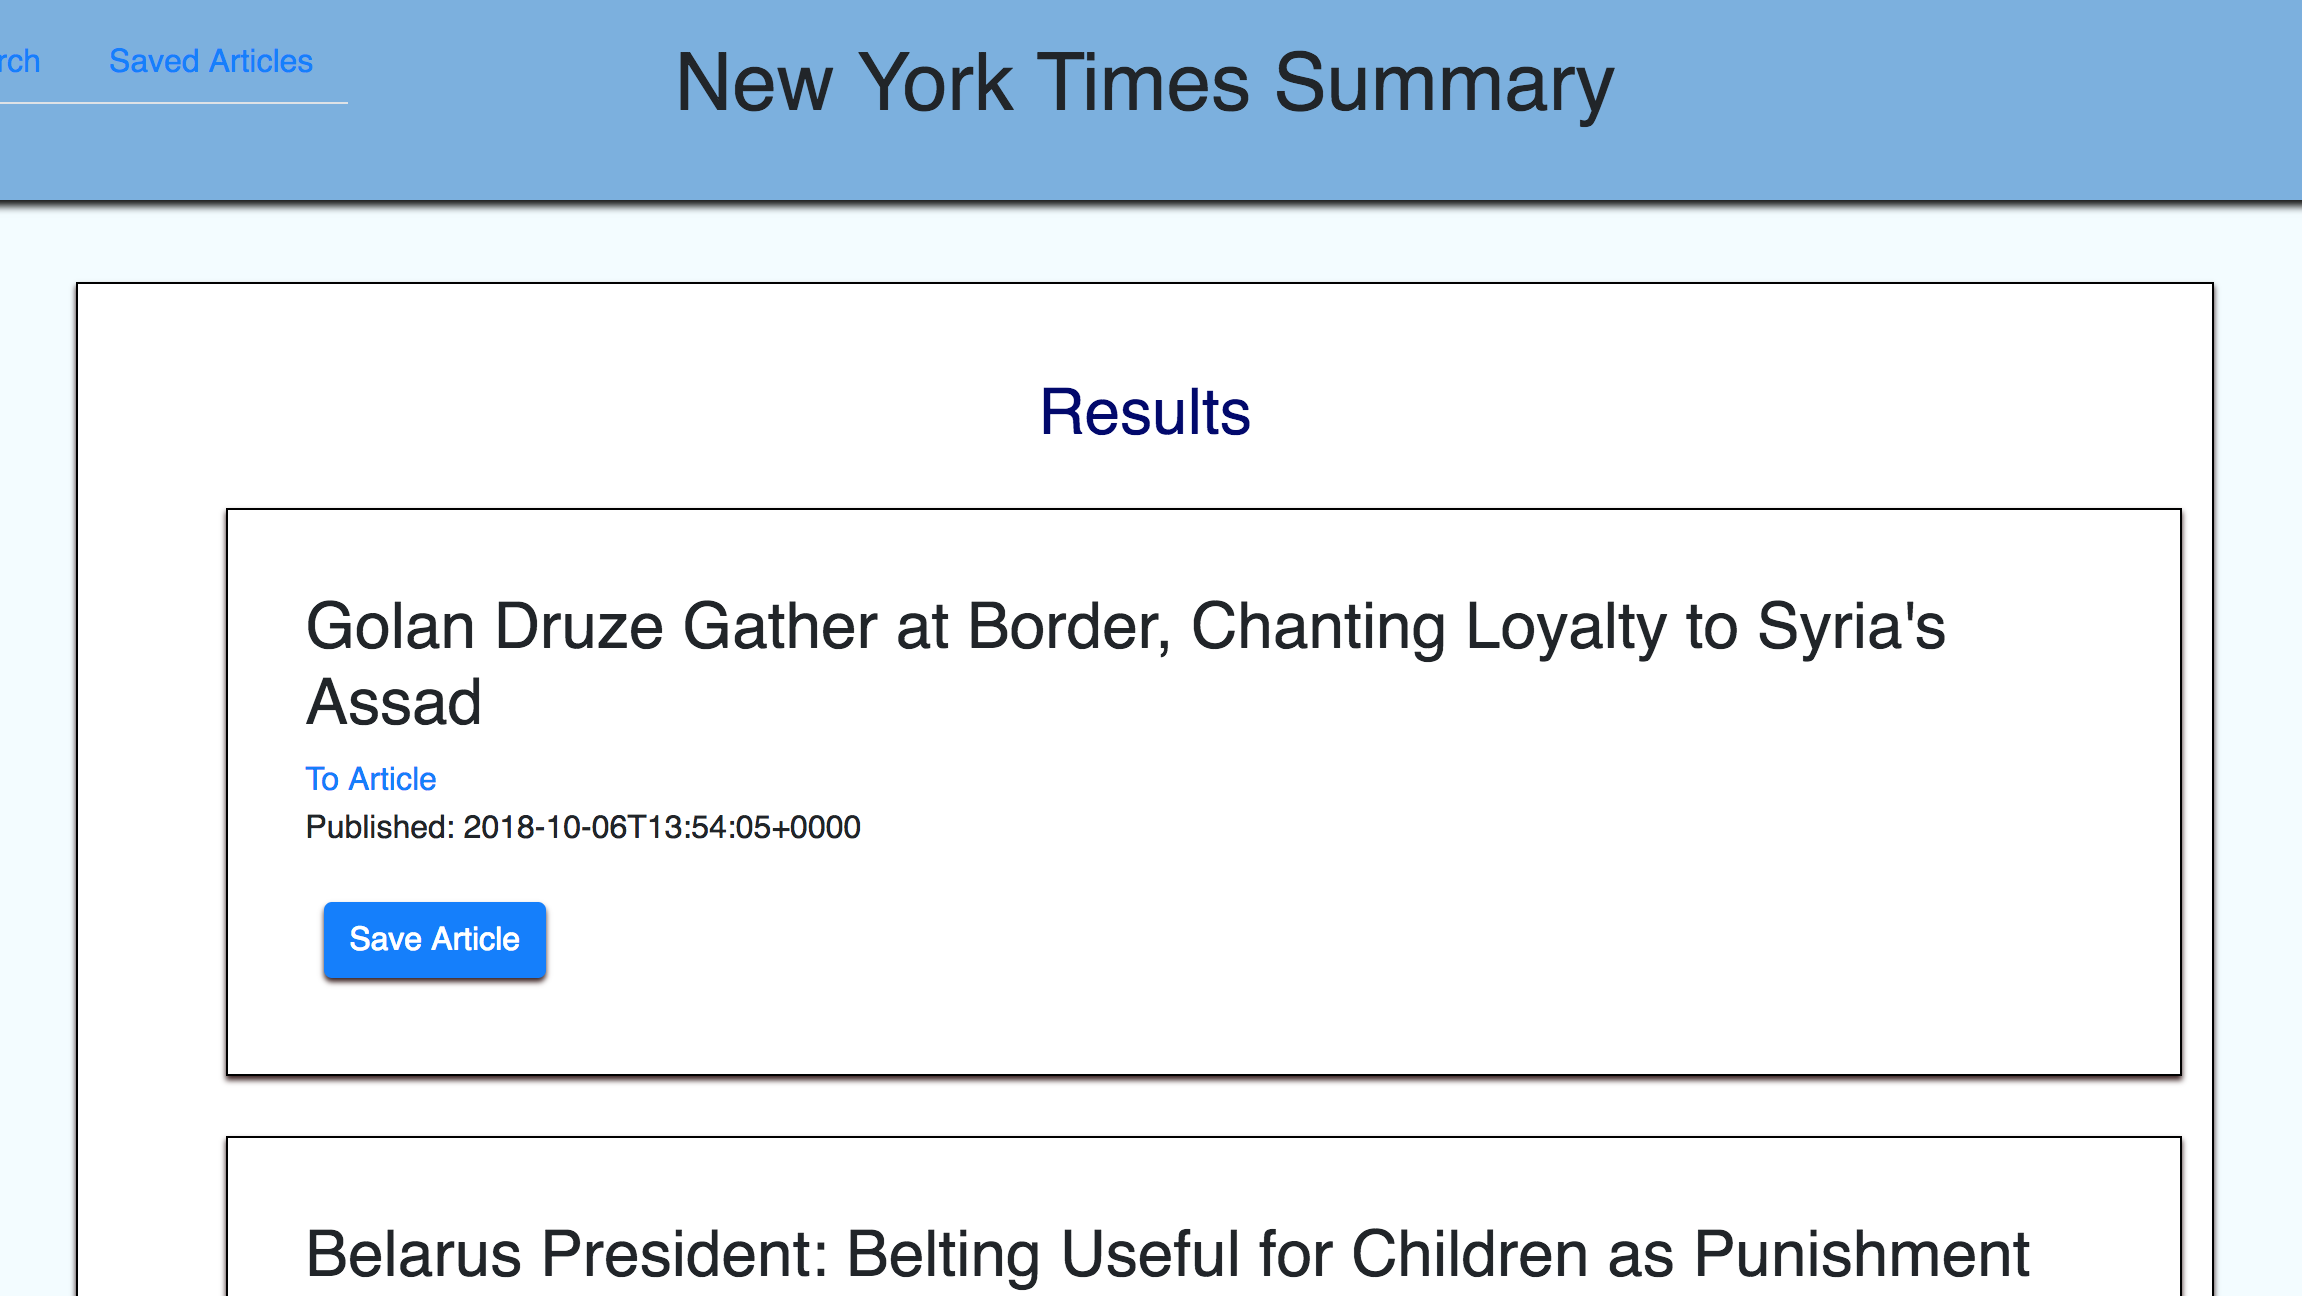 Saved Articles
New York Times Summary
Results
Golan Druze Gather at Border, Chanting Loyalty to Syria's
Assad
To Article
Published: 2018-10-06T13:54:05+0000
Save Article
Belarus President: Belting Useful for Children as Punishment